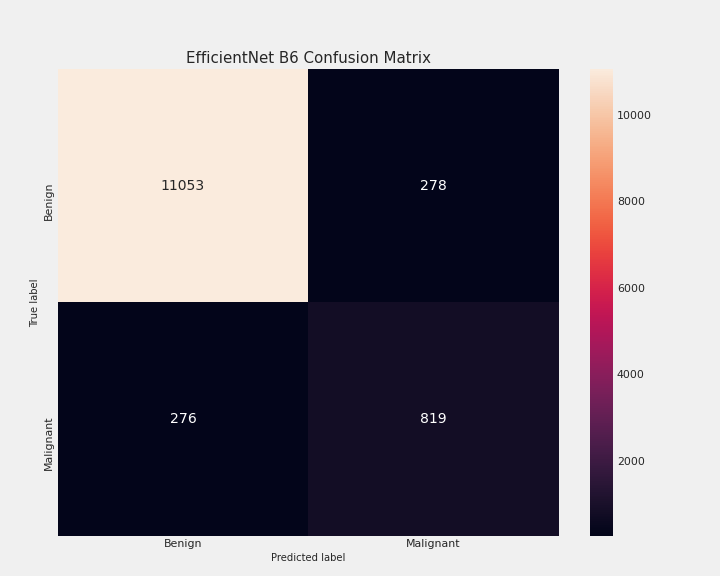 EfficientNet B6 Confusion Matrix
True label
Benign
11053
278
10000
8000
6000
4000
2000
Malignant
276
819
Benign
Malignant
Predicted label